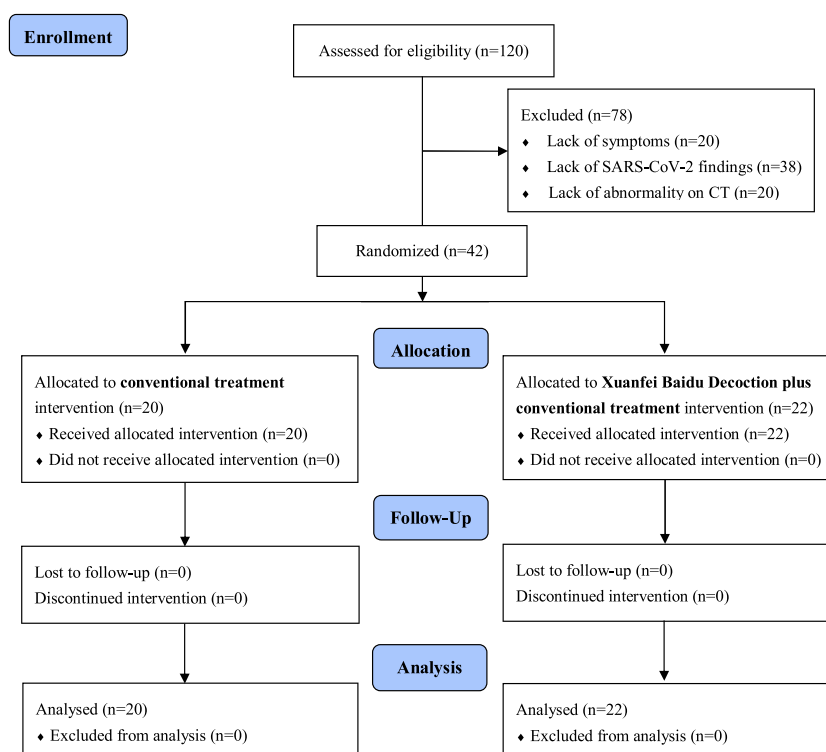 Enrollment
Assessed for eligibility (n=120)
Excluded (n=78)
♦ Lack of symptoms (n=20)
♦ Lack of SARS-CoV-2 findings (n=38)
♦ Lack of abnormality on CT (n=20)
Randomized (n=42)
Allocation
Allocated to conventional treatment
intervention (n=20)
♦ Received allocated intervention (n=20)
♦ Did not receive allocated intervention (n=0)
Allocated to Xuanfei Baidu Decoction plus
conventional treatment intervention (n=22)
♦ Received allocated intervention (n=22)
♦ Did not receive allocated intervention (n=0)
Follow-Up
Lost to follow-up (n=0)
Discontinued intervention (n=0)
Lost to follow-up (n=0)
Discontinued intervention (n=0)
Analysis
Analysed (n=20)
♦ Excluded from analysis (n=0)
Analysed (n=22)
♦ Excluded from analysis (n=0)